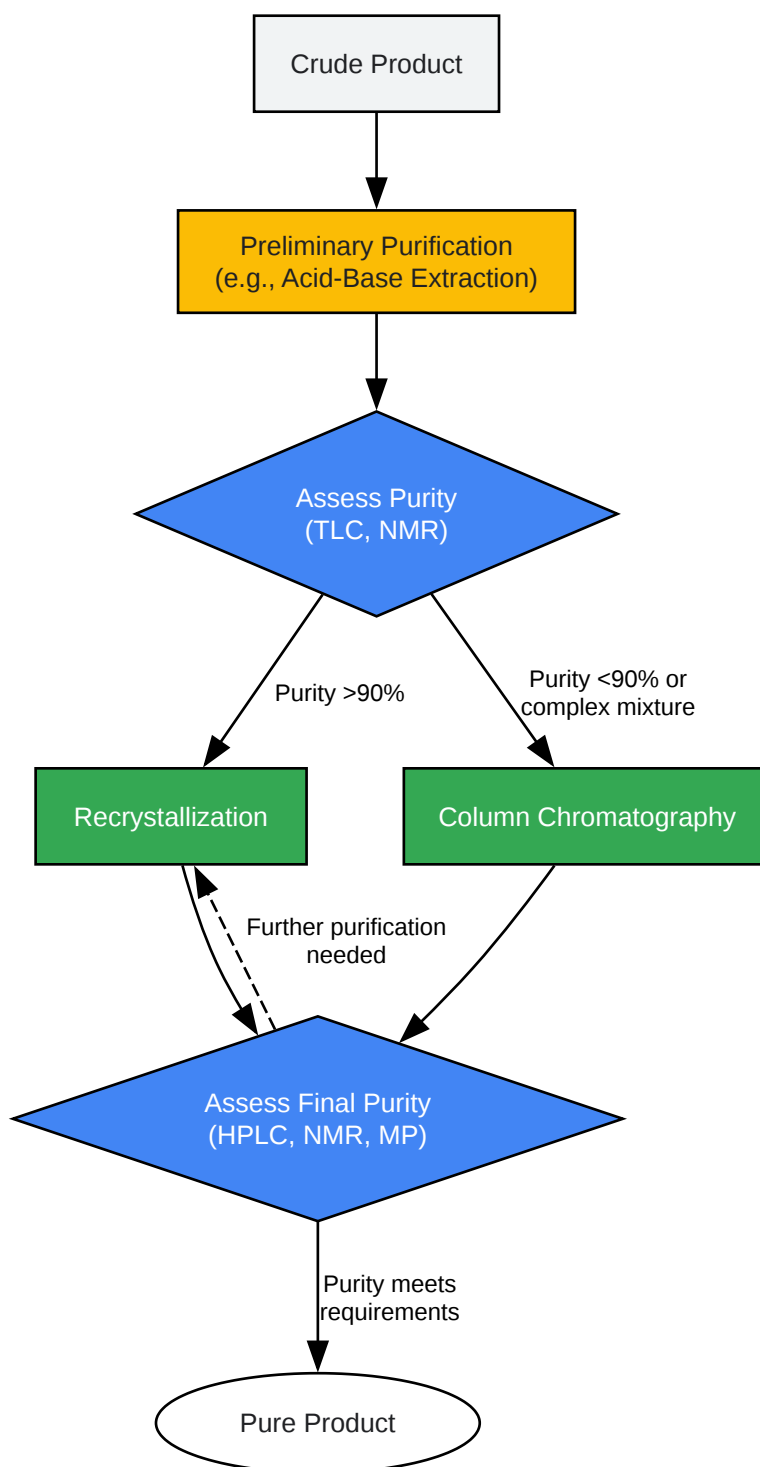 Crude Product
Preliminary Purification
(e.g., Acid-Base Extraction)
Assess Purity
(TLC, NMR)
Purity >90%
Purity <90% or
complex mixture
Recrystallization
Column Chromatography
Further purification
needed
Assess Final Purity
(HPLC, NMR, MP)
Purity meets
requirements
Pure Product